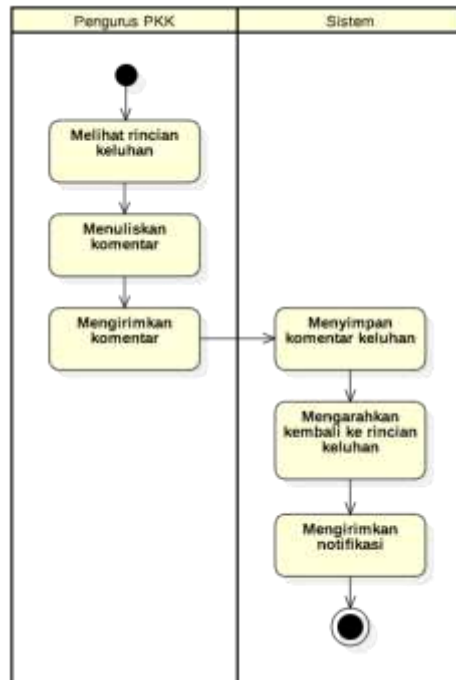 Pengurus PKK
Sistem
Melihat rincian
keluhan
Menuliskan
komentar
Mengirimkan
komentar
Menyimpan
komentar keluhan
Mengarahkan
kembali ke rincian
keluhan
Mengirimkan
notifikasi